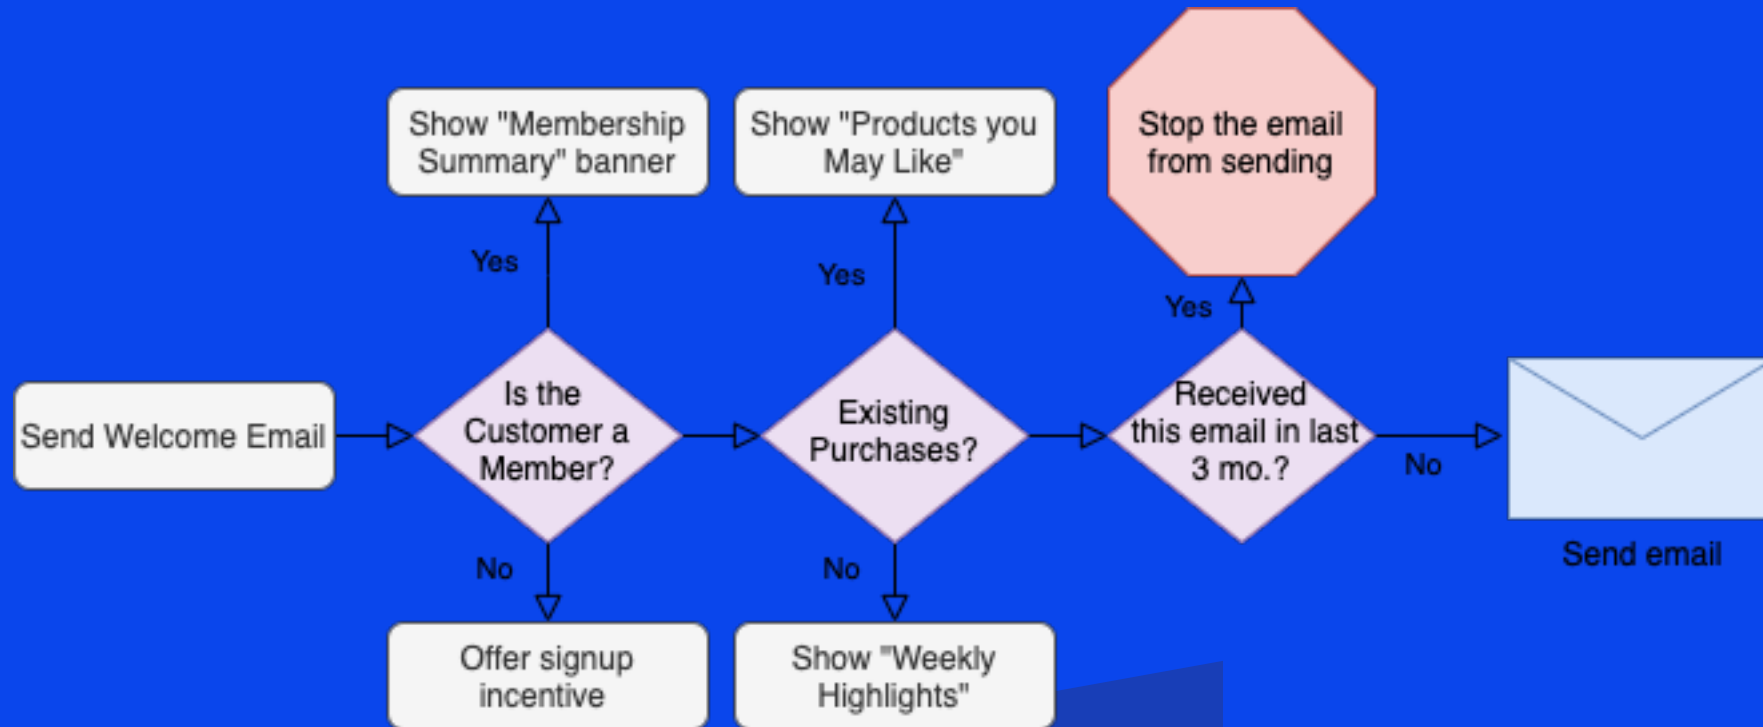 Show "Membership
Summary" banner
Show "Products you
May Like"
Stop the email
from sending
Yes
Yes
Yes
Send Welcome Email
Is the
Customer a
Member?
Existing
Purchases?
Received
this email in last
3 mo.?
No
Send email
No
No
Offer signup
incentive
Show "Weekly
Highlights"